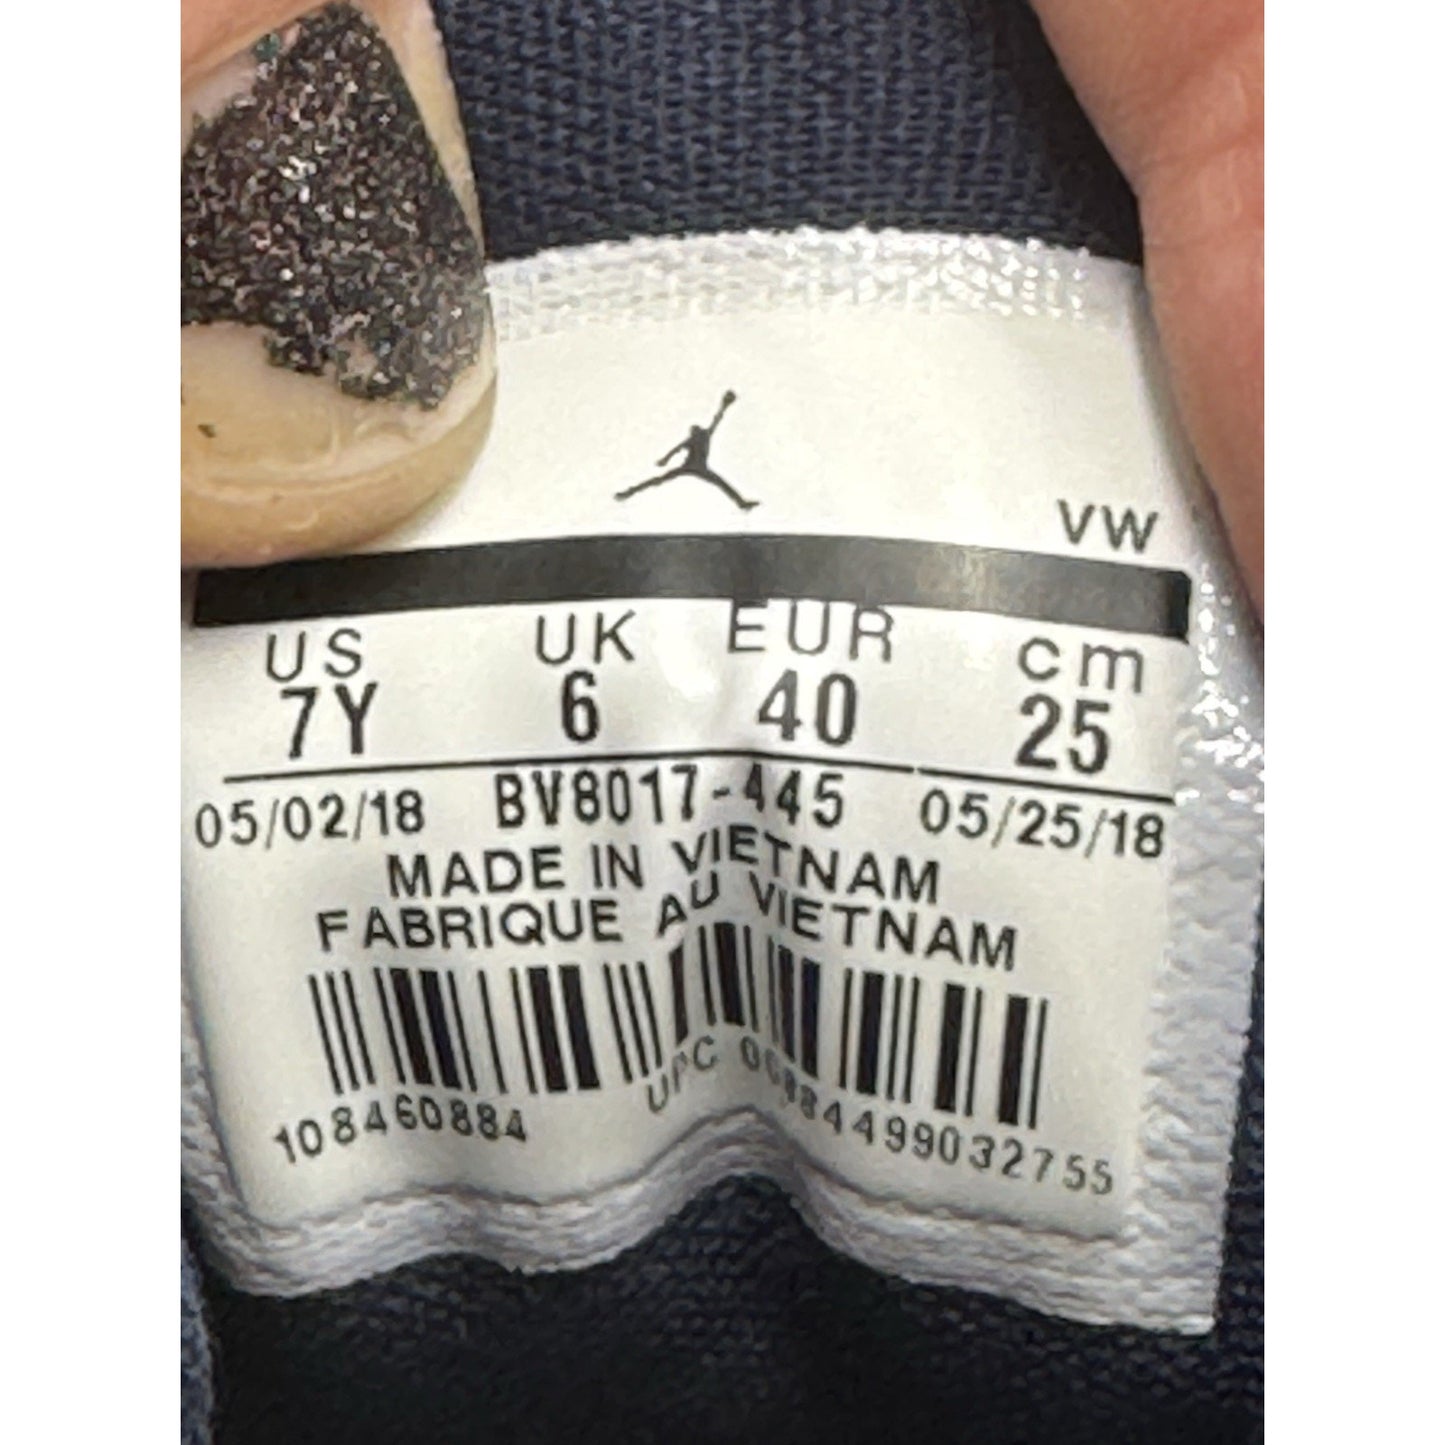 VW
US UK EUR cm
7Y 6 40 25
05/02/18 BV8017-445 05/25/18
MADE IN VIETNAM
FABRIQUE AU VIETNAM
108460884 UPC